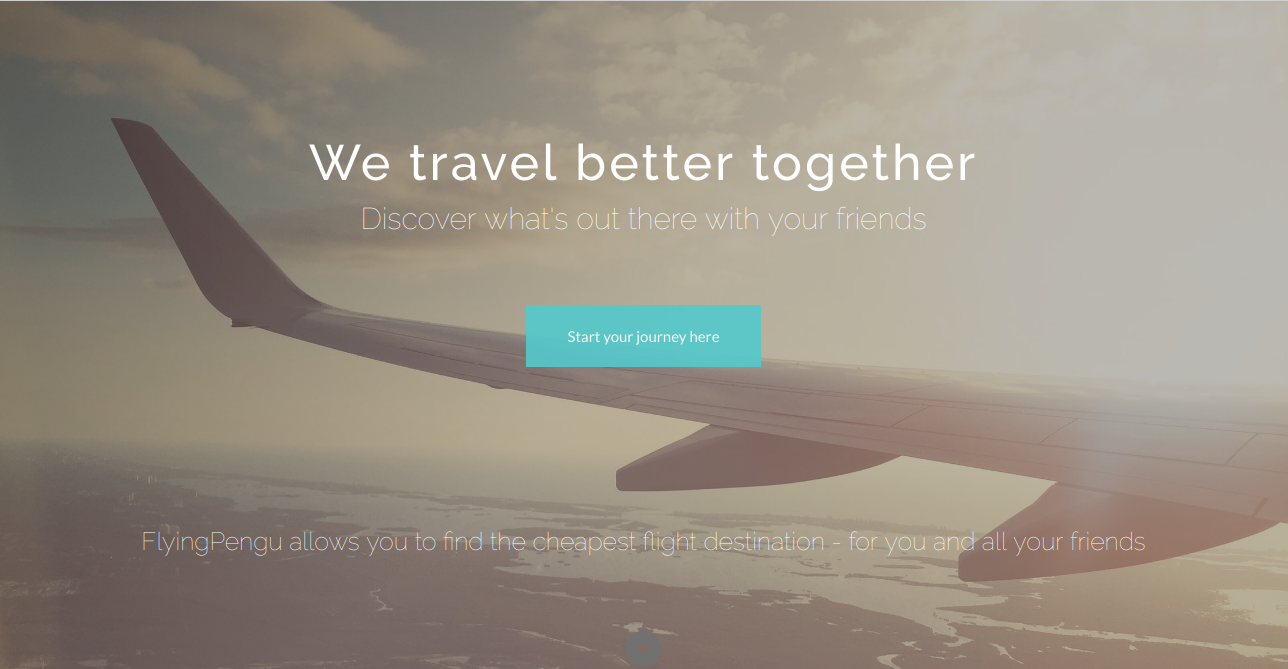 We travel better together
Discover what's out there with your friends
Start your journey here
FlyingPengu allows you to find the cheapest flight destination - for you and all your friends